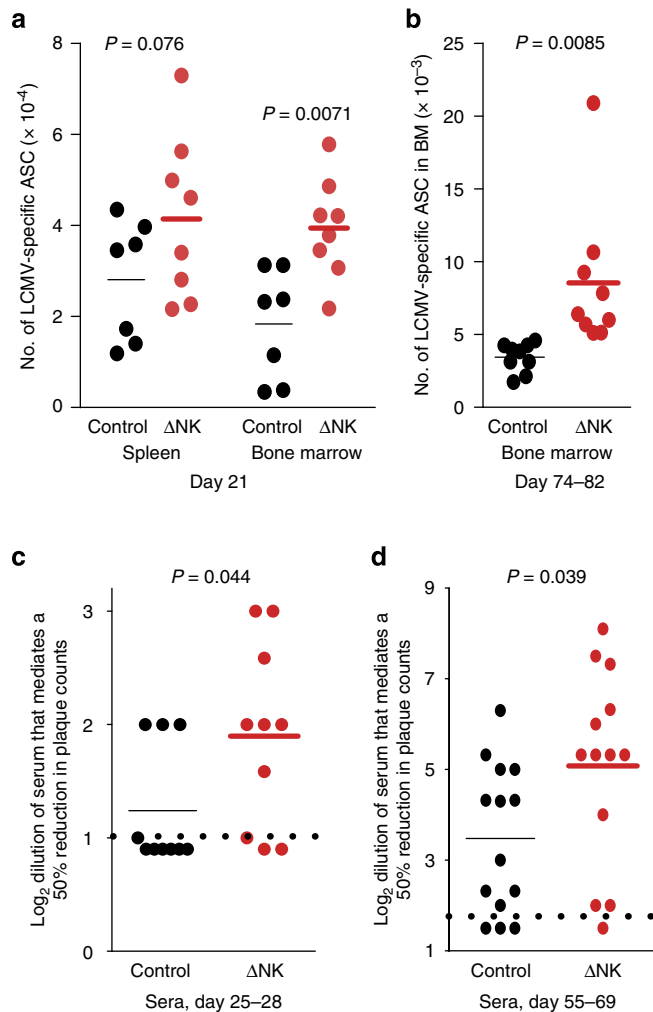 a
P = 0.076
P = 0.0071
No. of LCMV-specific ASC (× 10⁻⁴)
8
6
4
2
0
Control ΔNK Control ΔNK
Spleen Bone marrow
Day 21
b
P = 0.0085
No. of LCMV-specific ASC in BM (× 10⁻³)
25
20
15
10
5
0
Control ΔNK
Bone marrow
Day 74–82
c
P = 0.044
Log₂ dilution of serum that mediates a
50% reduction in plaque counts
3
2
1
0
Control ΔNK
Sera, day 25–28
d
P = 0.039
Log₂ dilution of serum that mediates a
50% reduction in plaque counts
9
7
5
3
1
Control ΔNK
Sera, day 55–69